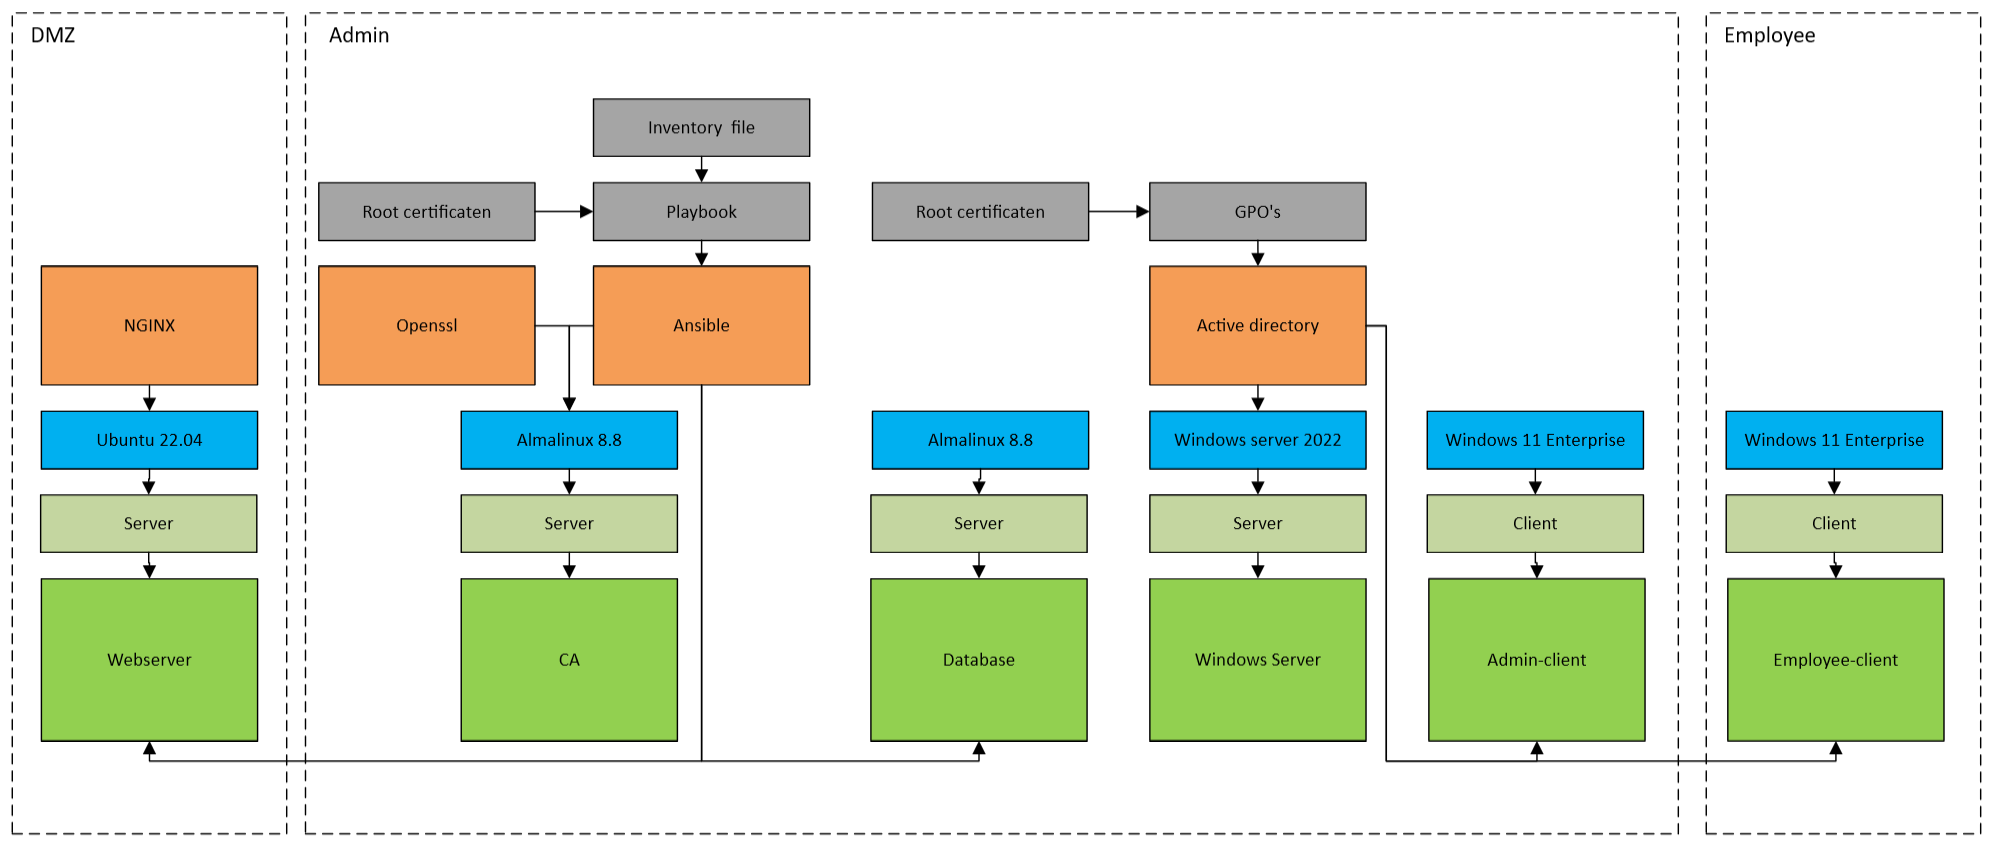 DMZ
Admin
Employee
Inventory file
Root certificaten
Playbook
Root certificaten
GPO's
NGINX
Openssl
Ansible
Active directory
Ubuntu 22.04
Almalinux 8.8
Almalinux 8.8
Windows server 2022
Windows 11 Enterprise
Windows 11 Enterprise
Server
Server
Server
Server
Client
Client
Webserver
CA
Database
Windows Server
Admin-client
Employee-client